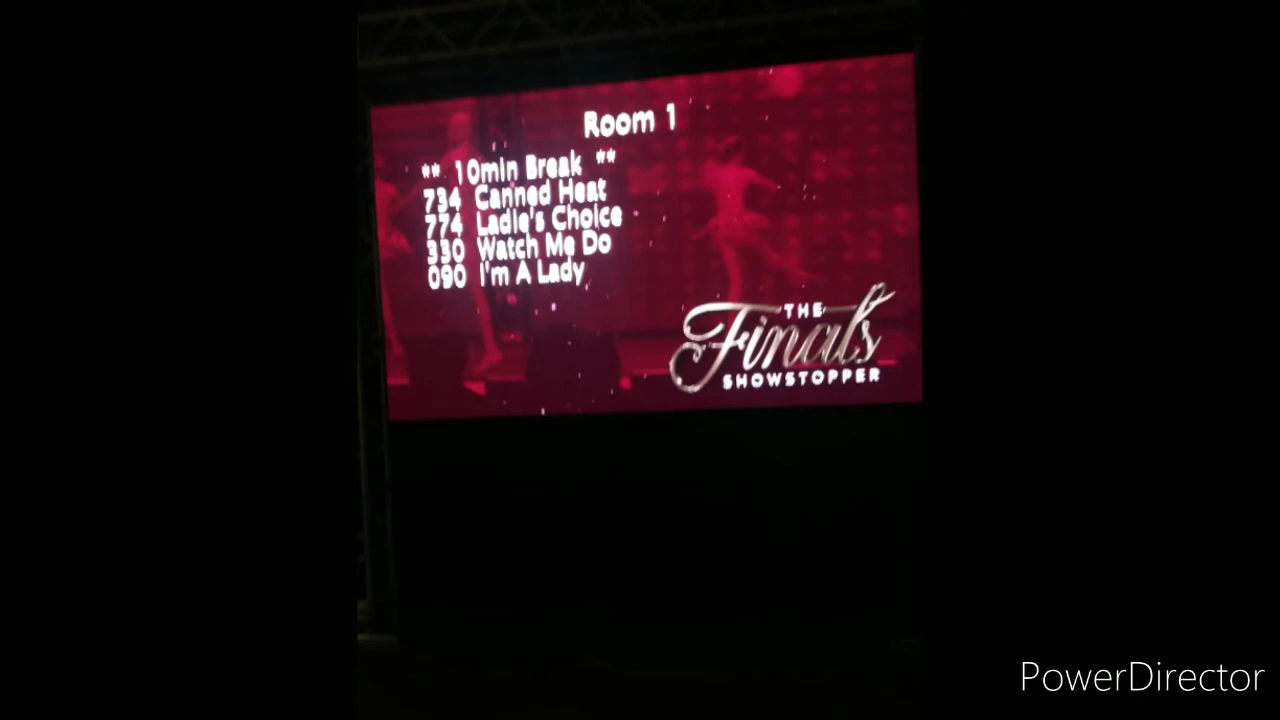 Room 1
** 10min Break **
734 Canned Heat
774 Ladie's Choice
330 Watch Me Do
090 I'm A Lady
THE
Finals
SHOWSTOPPER
PowerDirector